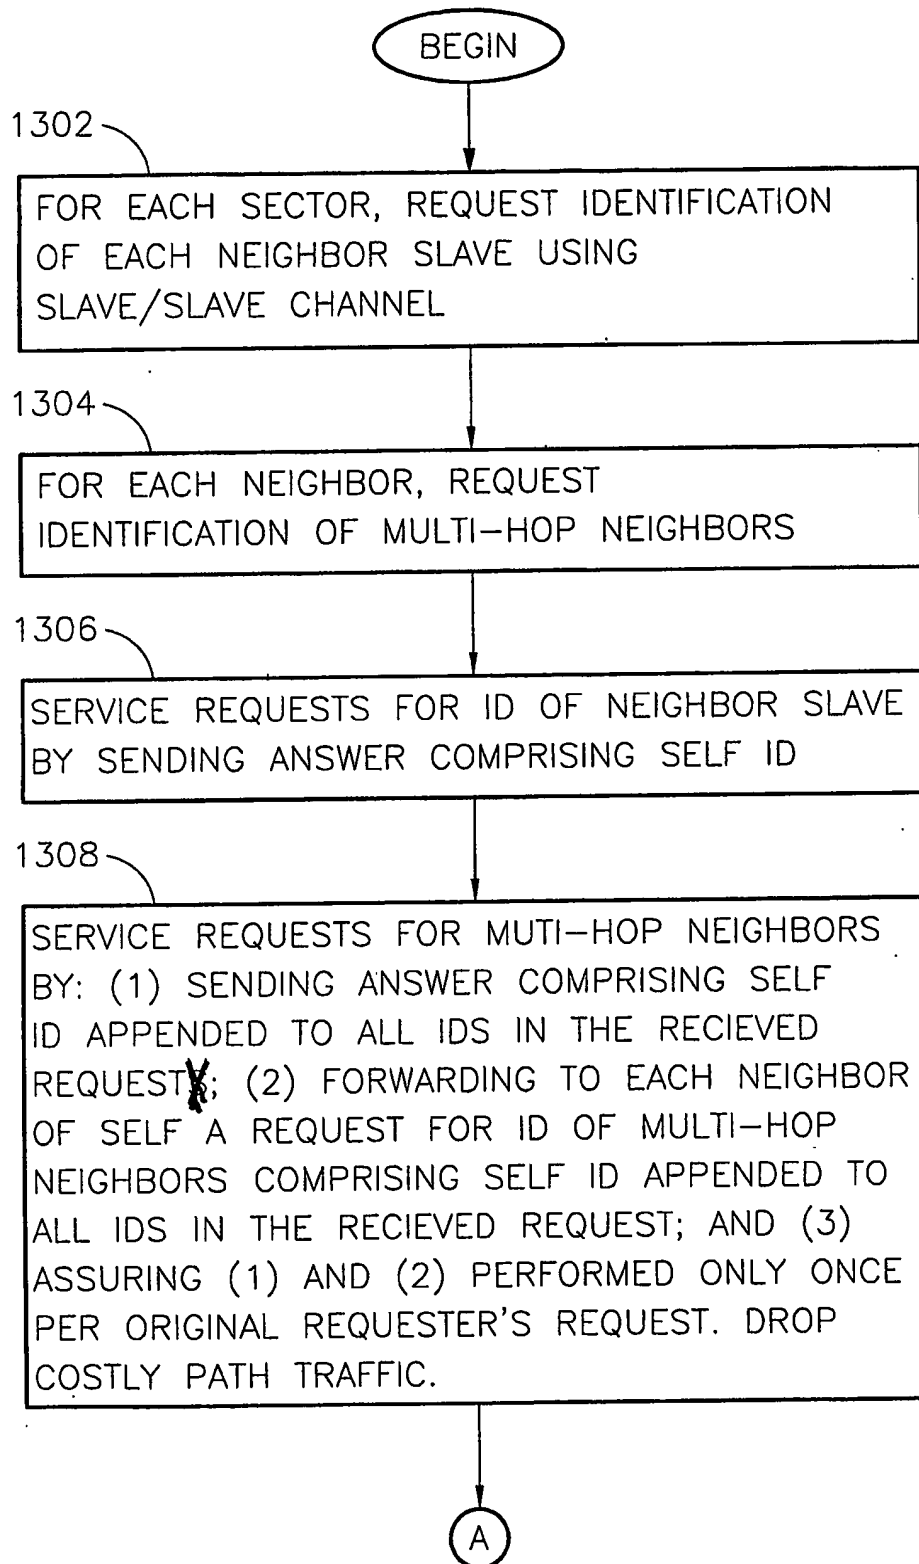 BEGIN
1302
FOR EACH SECTOR, REQUEST IDENTIFICATION
OF EACH NEIGHBOR SLAVE USING
SLAVE/SLAVE CHANNEL
1304
FOR EACH NEIGHBOR, REQUEST
IDENTIFICATION OF MULTI-HOP NEIGHBORS
1306
SERVICE REQUESTS FOR ID OF NEIGHBOR SLAVE
BY SENDING ANSWER COMPRISING SELF ID
1308
SERVICE REQUESTS FOR MUTI-HOP NEIGHBORS
BY: (1) SENDING ANSWER COMPRISING SELF
ID APPENDED TO ALL IDS IN THE RECIEVED
REQUEST; (2) FORWARDING TO EACH NEIGHBOR
OF SELF A REQUEST FOR ID OF MULTI-HOP
NEIGHBORS COMPRISING SELF ID APPENDED TO
ALL IDS IN THE RECIEVED REQUEST; AND (3)
ASSURING (1) AND (2) PERFORMED ONLY ONCE
PER ORIGINAL REQUESTER'S REQUEST. DROP
COSTLY PATH TRAFFIC.
A